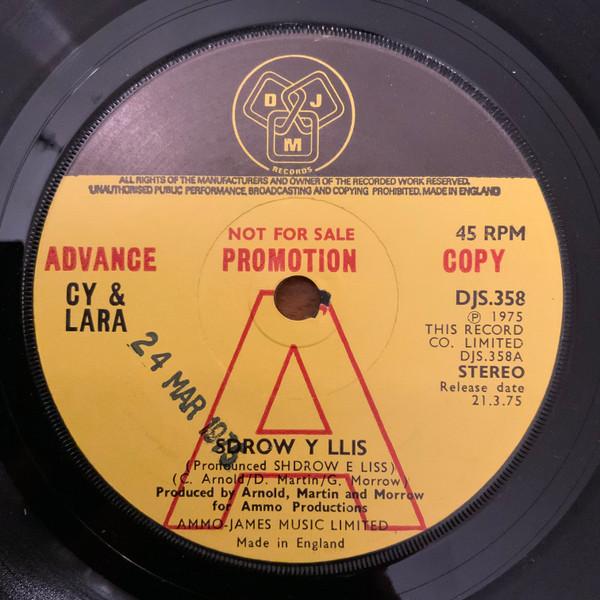 D J
M
RECORDS
ALL RIGHTS OF THE MANUFACTURERS AND OWNER OF THE RECORDED WORK RESERVED.
UNAUTHORISED PUBLIC PERFORMANCE, BROADCASTING AND COPYING PROHIBITED. MADE IN ENGLAND
NOT FOR SALE
45 RPM
ADVANCE PROMOTION COPY
CY &
LARA
DJS.358
Ⓟ 1975
THIS RECORD
CO. LIMITED
DJS.358A
STEREO
Release date
21.3.75
24 MAR 1975
A
SDROW Y LLIS
(Pronounced SHDROW E LISS)
(C. Arnold/D. Martin/G. Morrow)
Produced by Arnold, Martin and Morrow
for Ammo Productions
AMMO-JAMES MUSIC LIMITED
Made in England